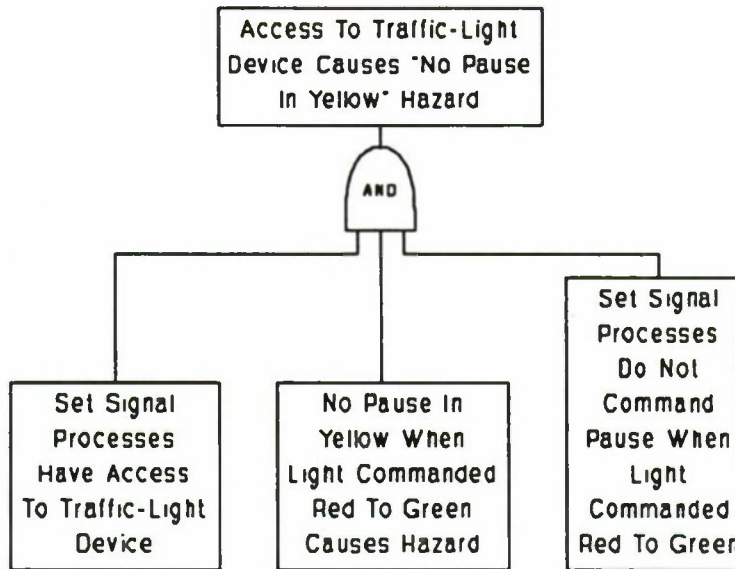 Access To Traffic-Light
Device Causes "No Pause
In Yellow" Hazard
AND
Set Signal
Processes
Have Access
To Traffic-Light
Device
No Pause In
Yellow When
Light Commanded
Red To Green
Causes Hazard
Set Signal
Processes
Do Not
Command
Pause When
Light
Commanded
Red To Green